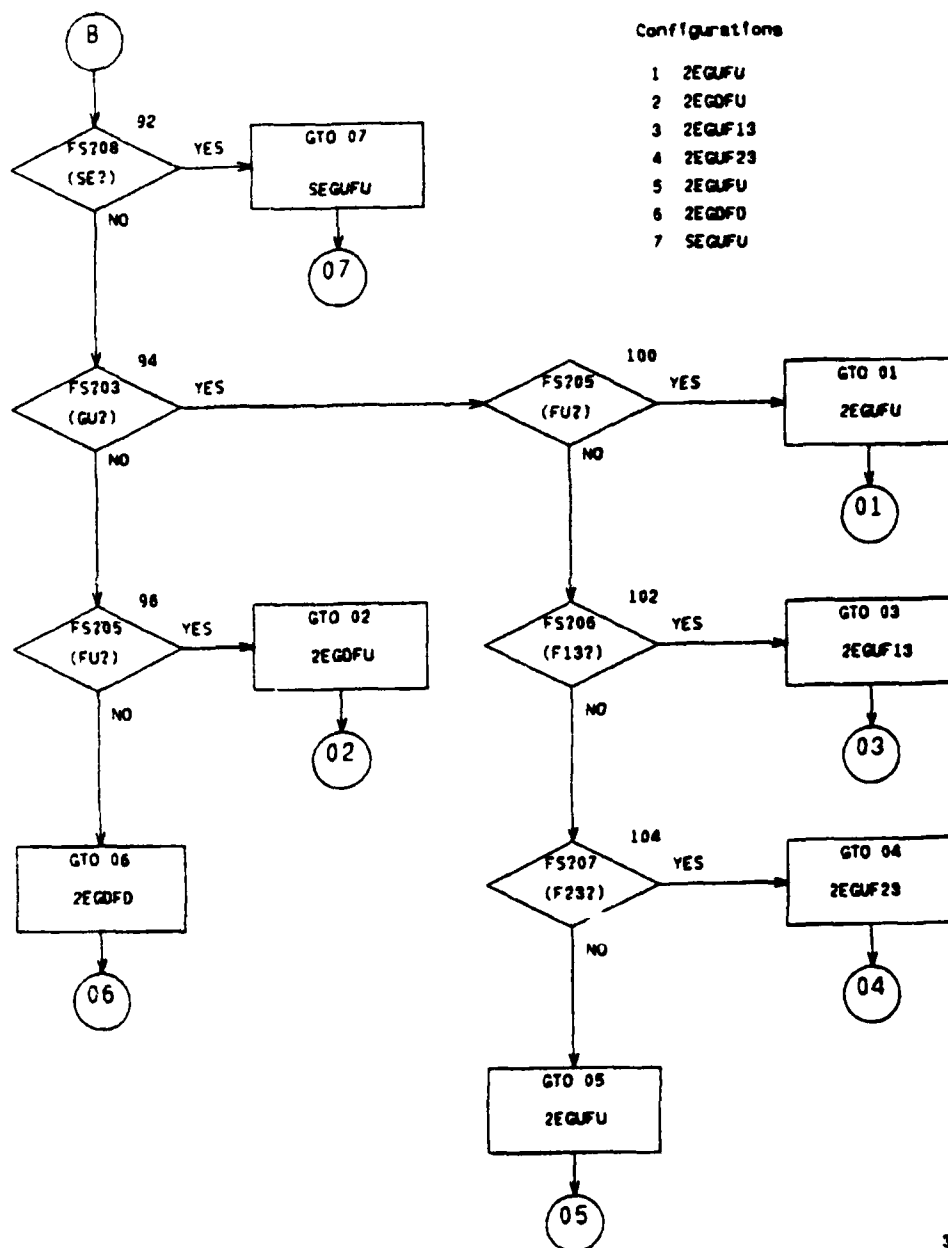 B
Configurations
1 2EGUFU
2 2EGDFU
3 2EGUF13
4 2EGUF23
5 2EGUFU
6 2EGDFD
7 SEGUFU
92
FS?08
(SE?)
YES
NO
GTO 07
SEGUFU
07
94
FS?03
(GU?)
YES
NO
100
FS?05
(FU?)
YES
NO
GTO 01
2EGUFU
01
96
FS?05
(FU?)
YES
NO
GTO 02
2EGDFU
02
102
FS?06
(F13?)
YES
NO
GTO 03
2EGUF13
03
GTO 06
2EGDFD
06
104
FS?07
(F23?)
YES
NO
GTO 04
2EGUF23
04
GTO 05
2EGUFU
05
3